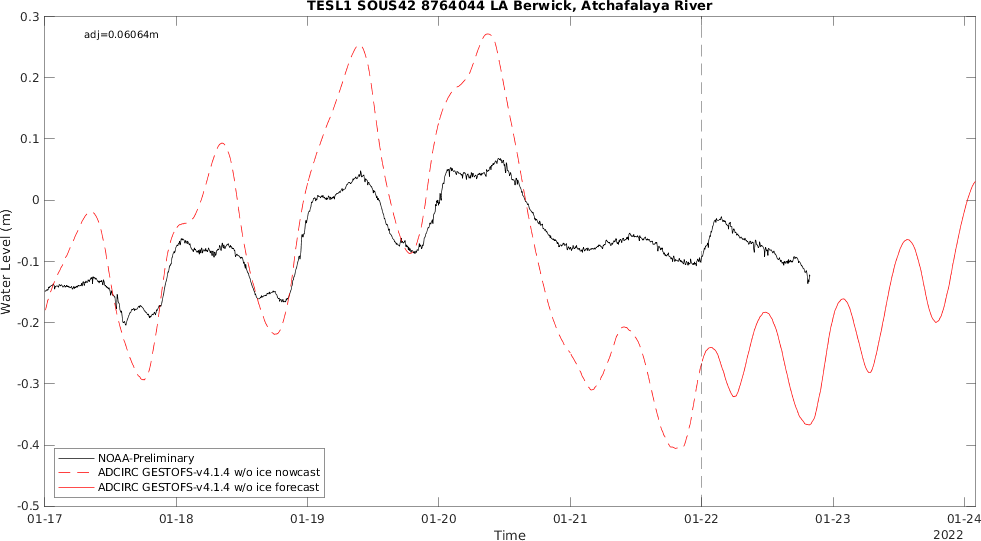 TESL1 SOUS42 8764044 LA Berwick, Atchafalaya River
adj=0.06064m
0.3
0.2
0.1
0
-0.1
-0.2
-0.3
-0.4
-0.5
Water Level (m)
NOAA-Preliminary
ADCIRC GESTOFS-v4.1.4 w/o ice nowcast
ADCIRC GESTOFS-v4.1.4 w/o ice forecast
01-17 01-18 01-19 01-20 01-21 01-22 01-23 01-24
Time
2022